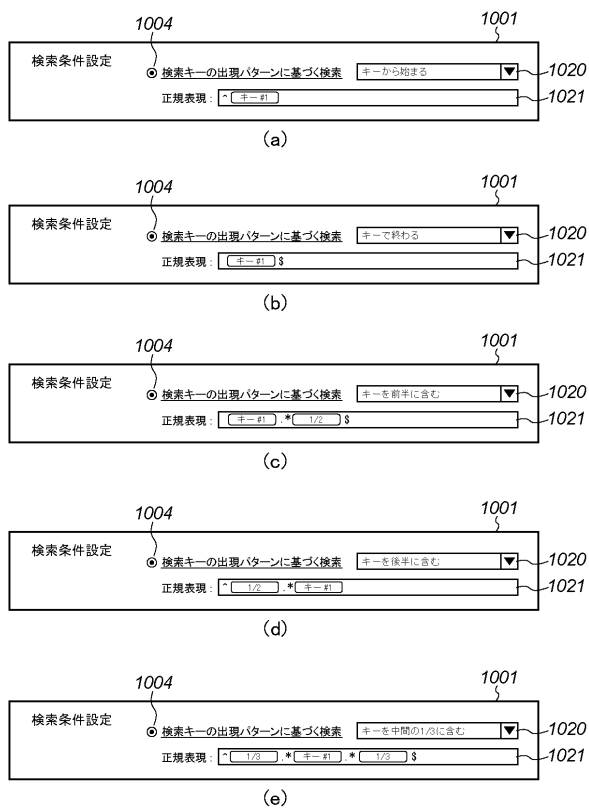 1004
1001
検索条件設定
検索キーの出現パターンに基づく検索 キーから始まる 1020
正規表現： ^ キー#1 1021
(a)
1004
1001
検索条件設定
検索キーの出現パターンに基づく検索 キーで終わる 1020
正規表現： キー#1 $ 1021
(b)
1004
1001
検索条件設定
検索キーの出現パターンに基づく検索 キーを前半に含む 1020
正規表現： キー#1 .* 1/2 $ 1021
(c)
1004
1001
検索条件設定
検索キーの出現パターンに基づく検索 キーを後半に含む 1020
正規表現： ^ 1/2 .* キー#1 1021
(d)
1004
1001
検索条件設定
検索キーの出現パターンに基づく検索 キーを中間の1/3に含む 1020
正規表現： ^ 1/3 .* キー#1 .* 1/3 $ 1021
(e)